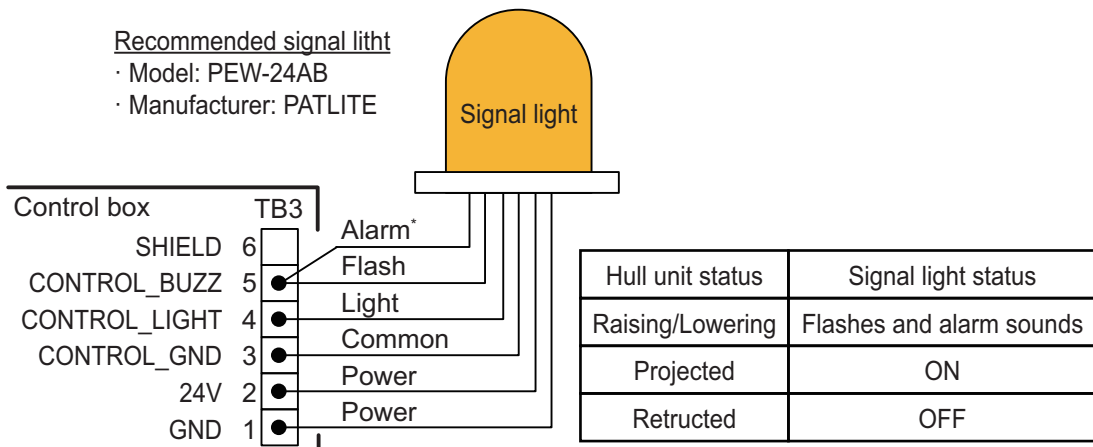 Recommended signal litht
· Model: PEW-24AB
· Manufacturer: PATLITE
Signal light
Control box TB3
SHIELD 6
CONTROL_BUZZ 5
CONTROL_LIGHT 4
CONTROL_GND 3
24V 2
GND 1
Alarm*
Flash
Light
Common
Power
Power
Hull unit status Signal light status
Raising/Lowering Flashes and alarm sounds
Projected ON
Retructed OFF